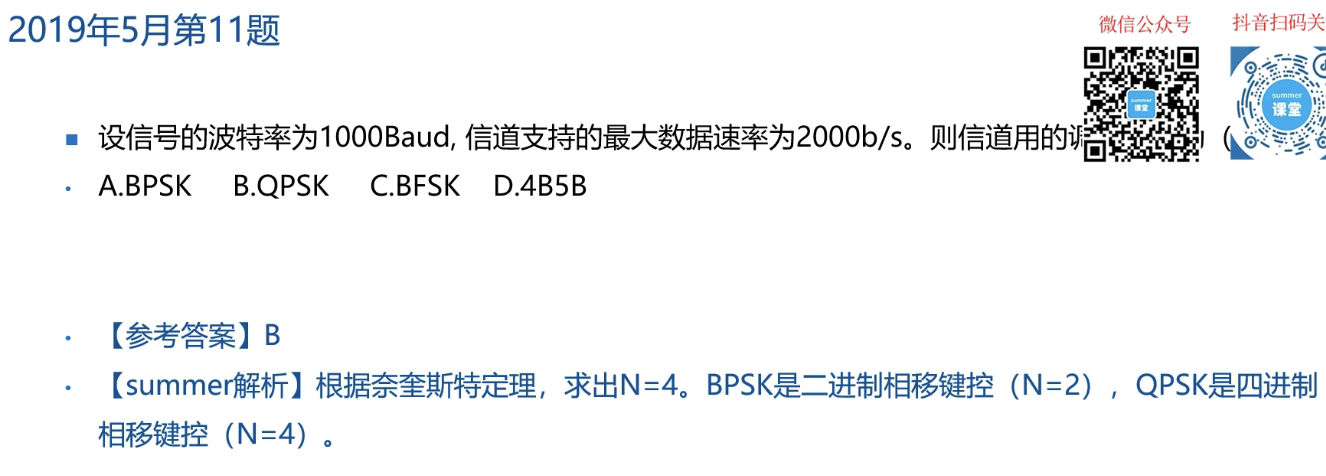 2019年5月第11题
微信公众号
抖音扫码关
summer
课堂
summer
课堂
设信号的波特率为1000Baud, 信道支持的最大数据速率为2000b/s。则信道用的（
A.BPSK B.QPSK C.BFSK D.4B5B
【参考答案】B
【summer解析】根据奈奎斯特定理，求出N=4。BPSK是二进制相移键控（N=2），QPSK是四进制
相移键控（N=4）。